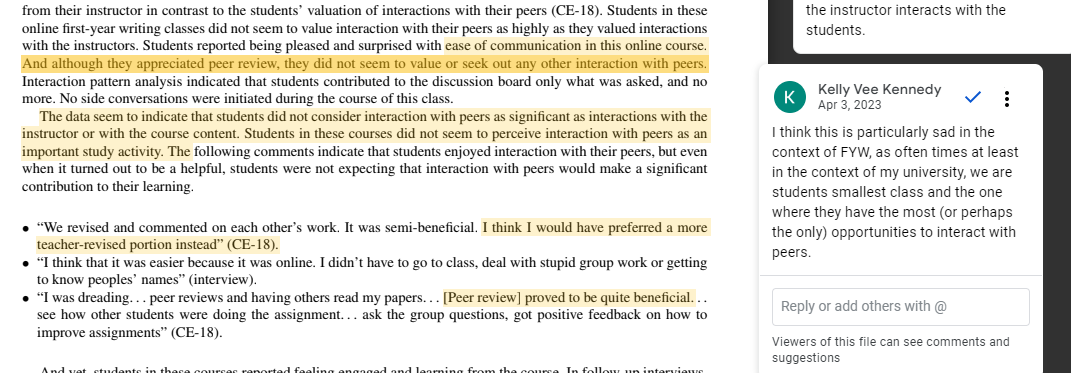 from their instructor in contrast to the students' valuation of interactions with their peers (CE-18). Students in these
online first-year writing classes did not seem to value interaction with their peers as highly as they valued interactions
with the instructors. Students reported being pleased and surprised with ease of communication in this online course.
And although they appreciated peer review, they did not seem to value or seek out any other interaction with peers.
Interaction pattern analysis indicated that students contributed to the discussion board only what was asked, and no
more. No side conversations were initiated during the course of this class.
The data seem to indicate that students did not consider interaction with peers as significant as interactions with the
instructor or with the course content. Students in these courses did not seem to perceive interaction with peers as an
important study activity. The following comments indicate that students enjoyed interaction with their peers, but even
when it turned out to be a helpful, students were not expecting that interaction with peers would make a significant
contribution to their learning.
• “We revised and commented on each other's work. It was semi-beneficial. I think I would have preferred a more
teacher-revised portion instead” (CE-18).
• “I think that it was easier because it was online. I didn't have to go to class, deal with stupid group work or getting
to know peoples' names” (interview).
• “I was dreading. . . peer reviews and having others read my papers. . . [Peer review] proved to be quite beneficial. . .
see how other students were doing the assignment. . . ask the group questions, got positive feedback on how to
improve assignments” (CE-18).
And yet, students in these courses reported feeling engaged and learning from the course. In follow-up interviews,
the instructor interacts with the
students.
K
Kelly Vee Kennedy
Apr 3, 2023
I think this is particularly sad in the
context of FYW, as often times at least
in the context of my university, we are
students smallest class and the one
where they have the most (or perhaps
the only) opportunities to interact with
peers.
Reply or add others with @
Viewers of this file can see comments and
suggestions